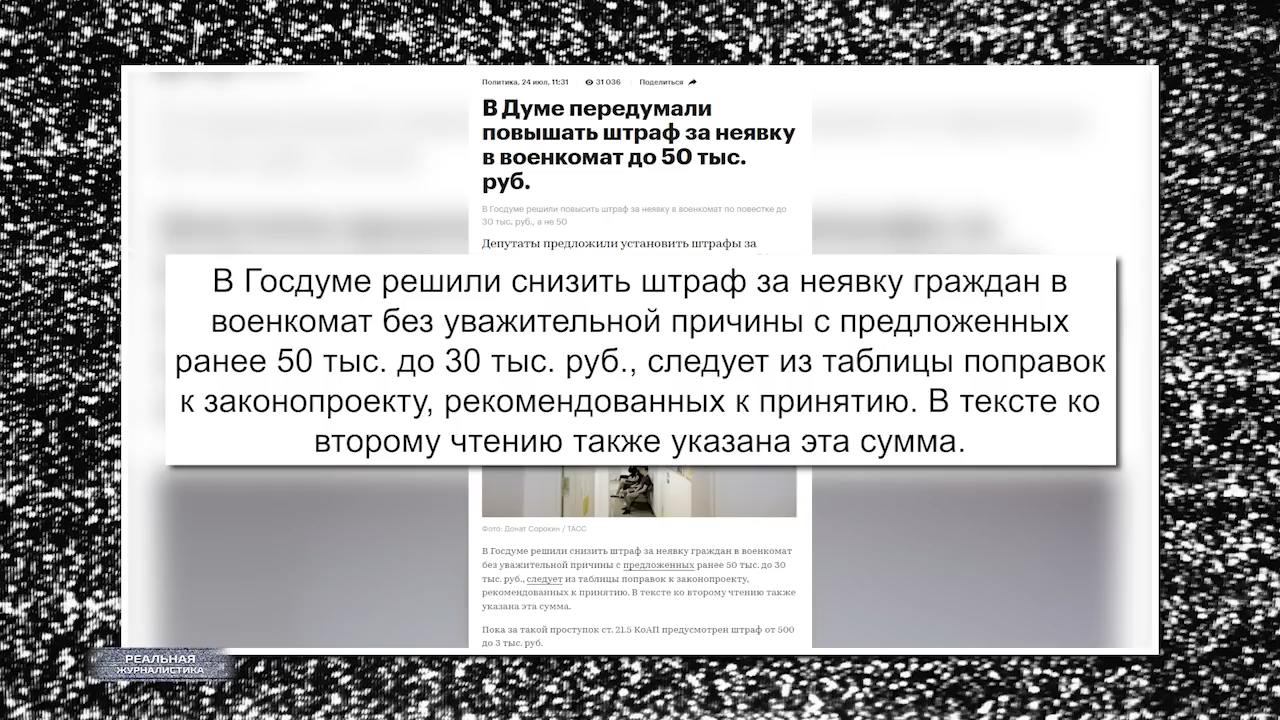 Политика, 24 июл, 11:31 31 036 Поделиться
В Думе передумали
повышать штраф за неявку
в военкомат до 50 тыс.
руб.
В Госдуме решили повысить штраф за неявку в военкомат по повестке до
30 тыс. руб., а не 50
Депутаты предложили установить штрафы за
В Госдуме решили снизить штраф за неявку граждан в
военкомат без уважительной причины с предложенных
ранее 50 тыс. до 30 тыс. руб., следует из таблицы поправок
к законопроекту, рекомендованных к принятию. В тексте ко
второму чтению также указана эта сумма.
Фото: Донат Сорокин / ТАСС
В Госдуме решили снизить штраф за неявку граждан в военкомат
без уважительной причины с предложенных ранее 50 тыс. до 30
тыс. руб., следует из таблицы поправок к законопроекту,
рекомендованных к принятию. В тексте ко второму чтению также
указана эта сумма.
Пока за такой проступок ст. 21.5 КоАП предусмотрен штраф от 500
до 3 тыс. руб.
РЕАЛЬНАЯ
ЖУРНАЛИСТИКА